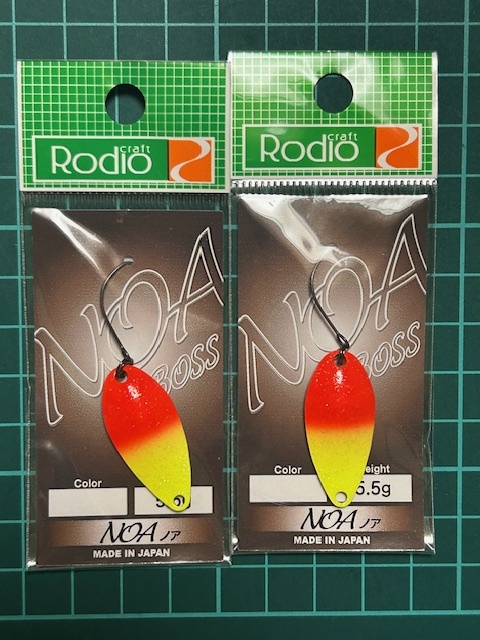 Rodio craft
NOA
BOSS
Color
NOA ノア
MADE IN JAPAN
Rodio craft
NOA
BOSS
Color
5.5g
NOA ノア
MADE IN JAPAN